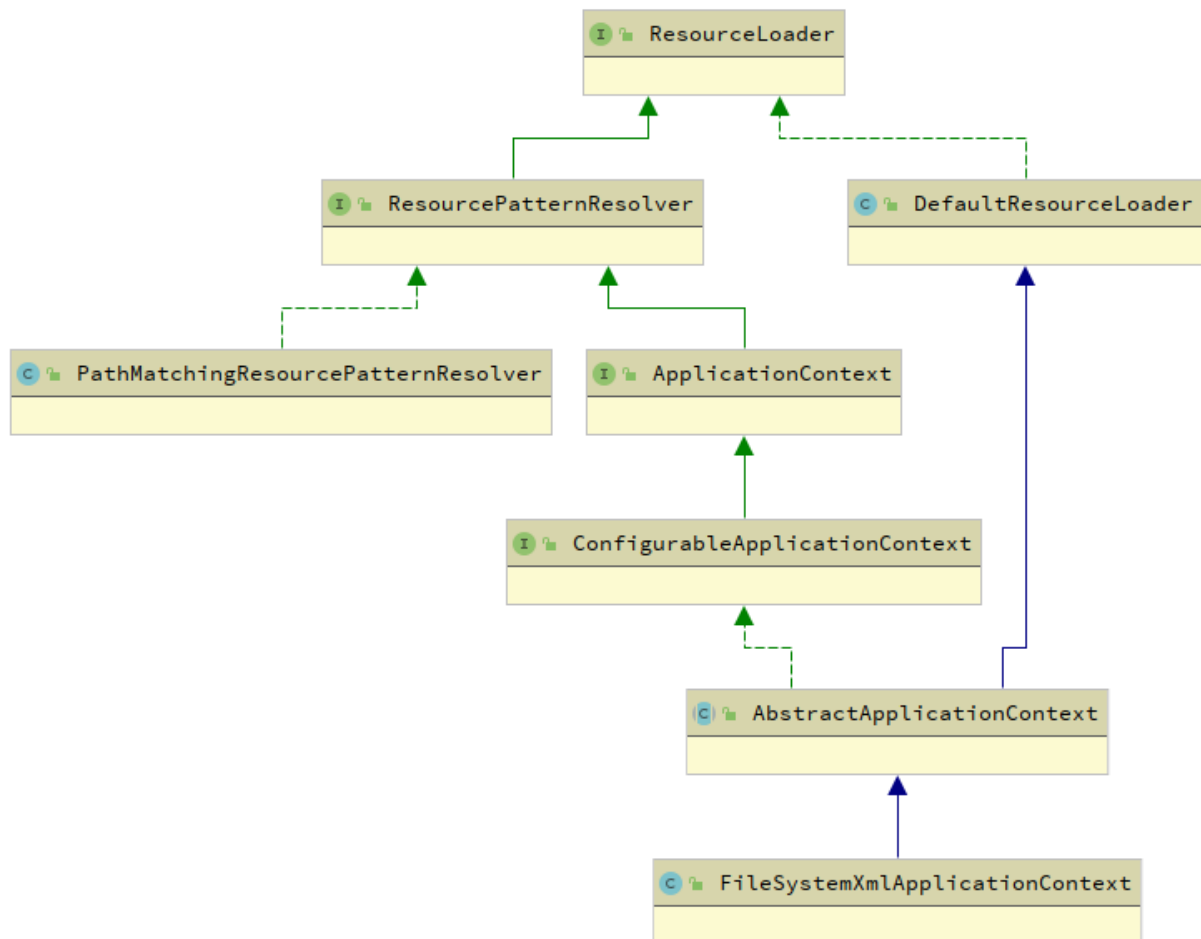 I ResourceLoader
I ResourcePatternResolver
C DefaultResourceLoader
C PathMatchingResourcePatternResolver
I ApplicationContext
I ConfigurableApplicationContext
C AbstractApplicationContext
C FileSystemXmlApplicationContext